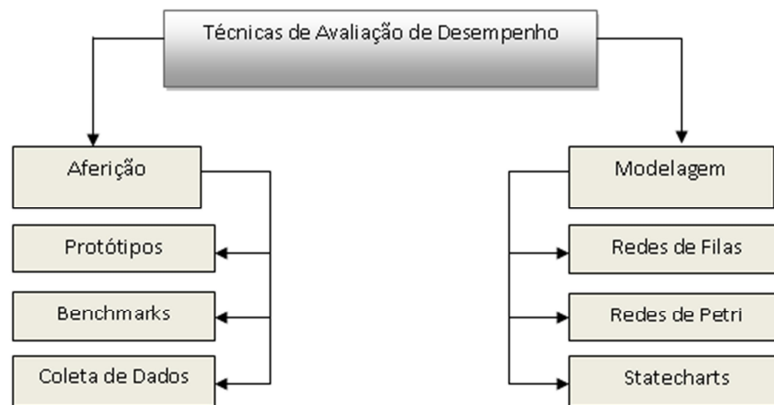 Técnicas de Avaliação de Desempenho
Aferição
Modelagem
Protótipos
Redes de Filas
Benchmarks
Redes de Petri
Coleta de Dados
Statecharts